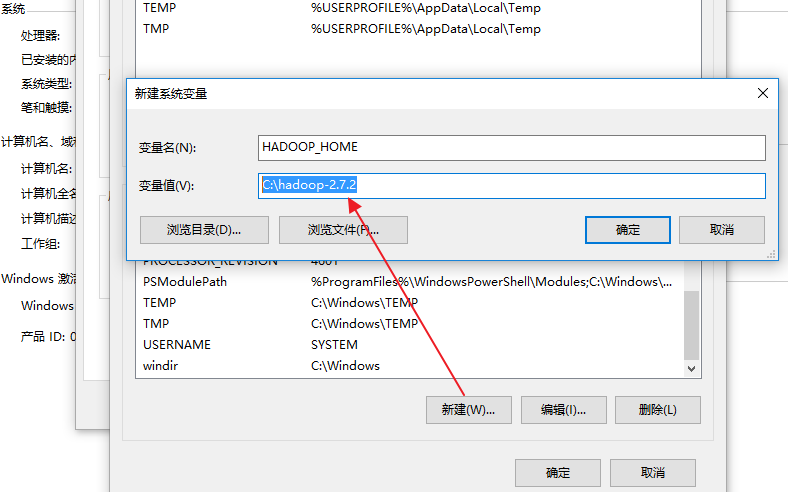 系统
TEMP %USERPROFILE%\AppData\Local\Temp
TMP %USERPROFILE%\AppData\Local\Temp
处理器:
已安装的内
系统类型:
笔和触摸:
计算机名、域和
计算机名:
计算机全名
计算机描述
工作组:
Windows 激活
Windows
产品 ID: 0
新建系统变量
变量名(N):
HADOOP_HOME
变量值(V):
C:\hadoop-2.7.2
浏览目录(D)...
浏览文件(F)...
确定
取消
PROCESSOR_REVISION 4601
PSModulePath %ProgramFiles%\WindowsPowerShell\Modules;C:\Windows\...
TEMP C:\Windows\TEMP
TMP C:\Windows\TEMP
USERNAME SYSTEM
windir C:\Windows
新建(W)...
编辑(I)...
删除(L)
确定
取消